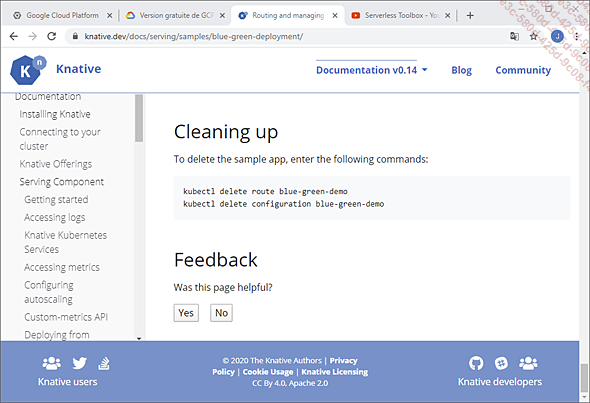 Google Cloud Platform
Version gratuite de GCP
Routing and managing
Serverless Toolbox - You
knative.dev/docs/serving/samples/blue-green-deployment/
J
K
n
Knative
Documentation v0.14
Blog
Community
Documentation
Installing Knative
Connecting to your
cluster
Knative Offerings
Serving Component
Getting started
Accessing logs
Knative Kubernetes
Services
Accessing metrics
Configuring
autoscaling
Custom-metrics API
Deploying from
Cleaning up
To delete the sample app, enter the following commands:
kubectl delete route blue-green-demo
kubectl delete configuration blue-green-demo
Feedback
Was this page helpful?
Yes
No
Knative users
© 2020 The Knative Authors | Privacy
Policy | Cookie Usage | Knative Licensing
CC By 4.0, Apache 2.0
Knative developers